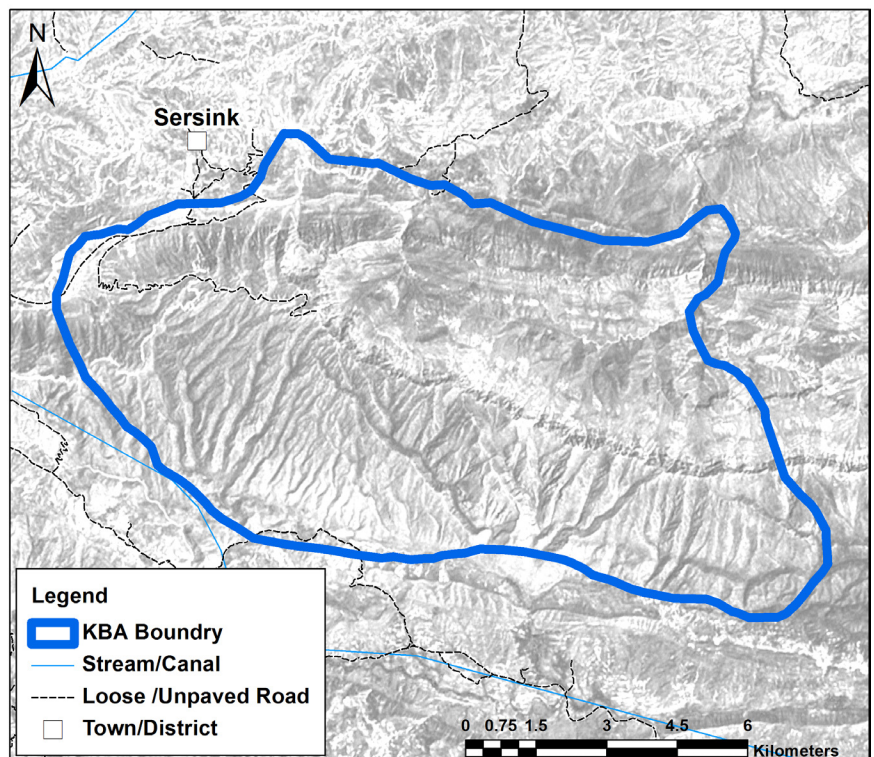 N
Sersink
Legend
KBA Boundry
Stream/Canal
Loose /Unpaved Road
Town/District
0 0.75 1.5 3 4.5 6
Kilometers